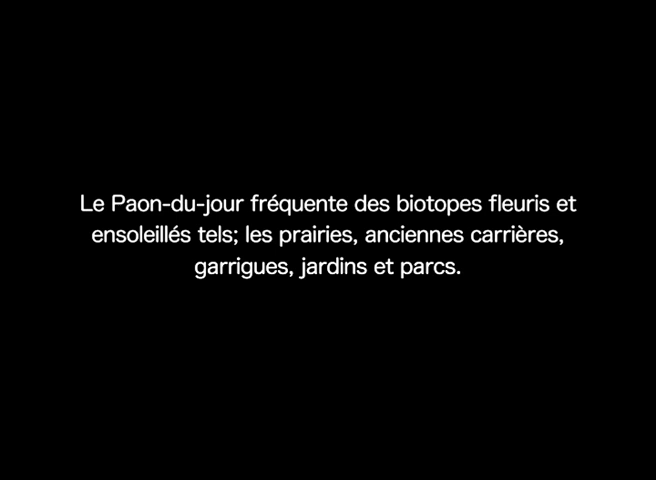 Le Paon-du-jour fréquente des biotopes fleuris et
ensoleillés tels; les prairies, anciennes carrières,
garrigues, jardins et parcs.